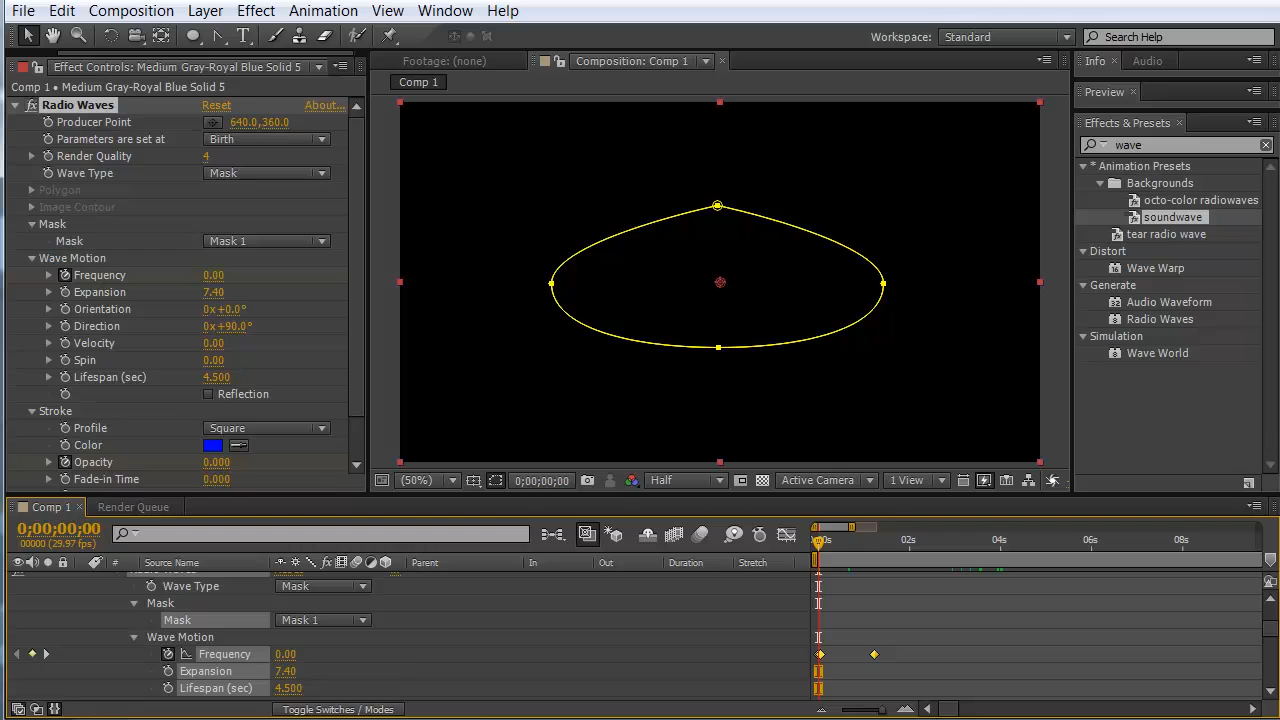 File Edit Composition Layer Effect Animation View Window Help
Workspace: Standard Search Help
Effect Controls: Medium Gray-Royal Blue Solid 5
Comp 1 • Medium Gray-Royal Blue Solid 5
fx Radio Waves Reset About...
Producer Point 640.0,360.0
Parameters are set at Birth
Render Quality 4
Wave Type Mask
Polygon
Image Contour
Mask
Mask Mask 1
Wave Motion
Frequency 0.00
Expansion 7.40
Orientation 0x+0.0°
Direction 0x+90.0°
Velocity 0.00
Spin 0.00
Lifespan (sec) 4.500
Reflection
Stroke
Profile Square
Color
Opacity 0.000
Fade-in Time 0.000
Footage: (none) Composition: Comp 1
Comp 1
(50%) 0;00;00;00 Half Active Camera 1 View
Info Audio
Preview
Effects & Presets
wave
* Animation Presets
Backgrounds
octo-color radiowaves
soundwave
tear radio wave
Distort
Wave Warp
Generate
Audio Waveform
Radio Waves
Simulation
Wave World
Comp 1 Render Queue
0;00;00;00
00000 (29.97 fps)
02s 04s 06s 08s
# Source Name Parent In Out Duration Stretch
Wave Type Mask
Mask
Mask Mask 1
Wave Motion
Frequency 0.00
Expansion 7.40
Lifespan (sec) 4.500
Toggle Switches / Modes